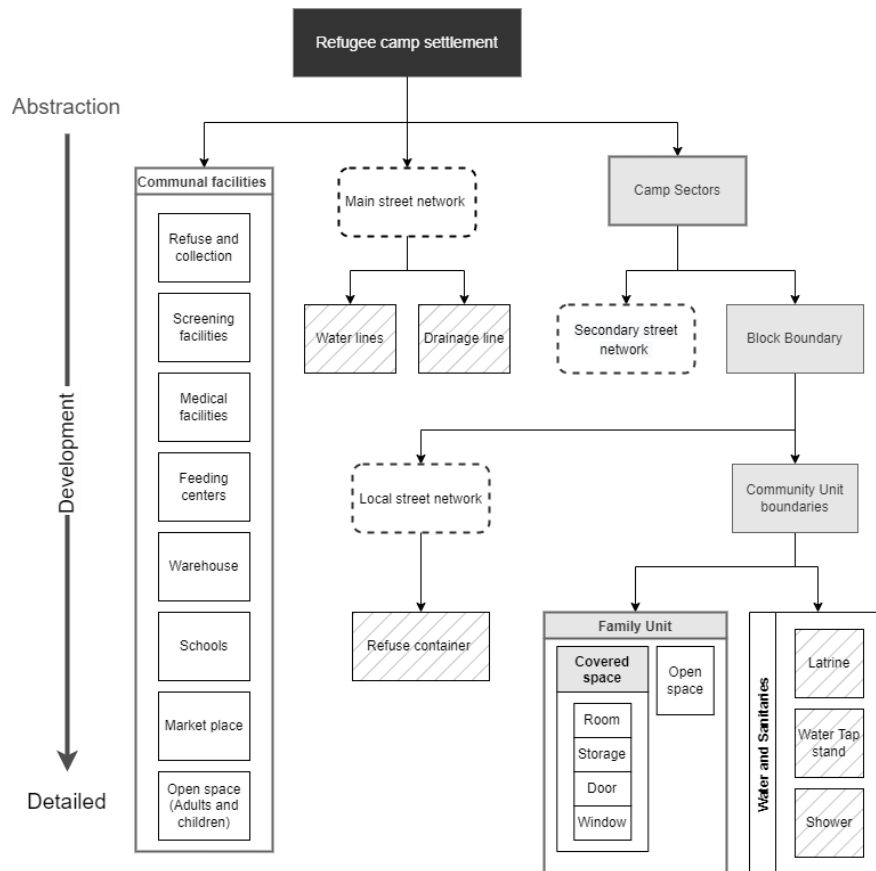 Refugee camp settlement
Abstraction
Development
Detailed
Communal facilities
Refuse and
collection
Screening
facilities
Medical
facilities
Feeding
centers
Warehouse
Schools
Market place
Open space
(Adults and
children)
Main street network
Water lines
Drainage line
Camp Sectors
Secondary street
network
Block Boundary
Local street network
Refuse container
Community Unit
boundaries
Family Unit
Covered
space
Room
Storage
Door
Window
Open
space
Water and Sanitaries
Latrine
Water Tap
stand
Shower